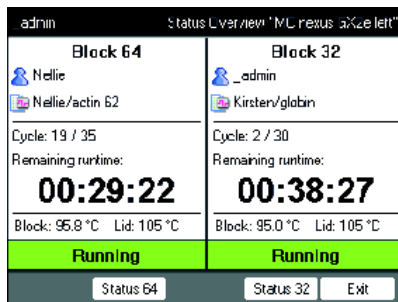 admin
Status Overview "MC nexus GX2e left"
Block 64
Nellie
Nellie/actin 62
Cycle: 19 / 35
Remaining runtime:
00:29:22
Block: 95.8 °C Lid: 105 °C
Running
Block 32
_admin
Kirsten/globin
Cycle: 2 / 30
Remaining runtime:
00:38:27
Block: 95.0 °C Lid: 105 °C
Running
Status 64
Status 32
Exit